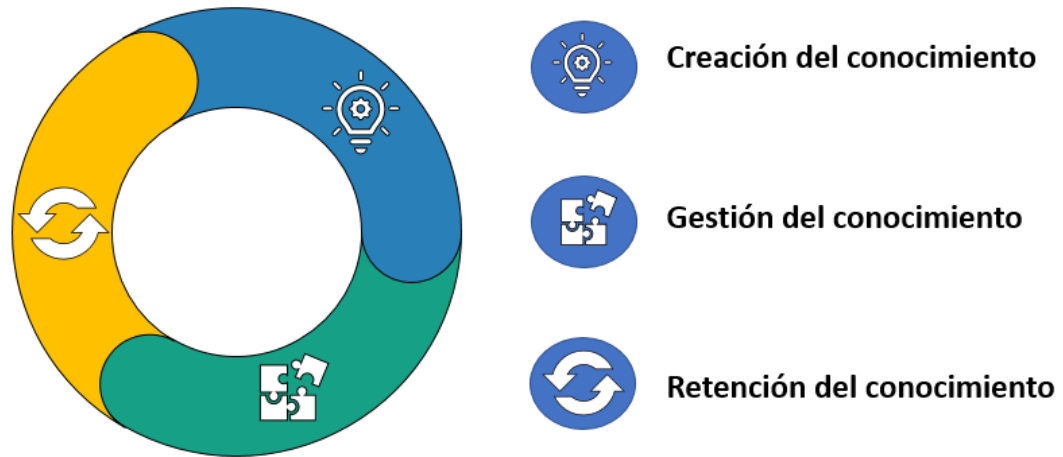 Creación del conocimiento
Gestión del conocimiento
Retención del conocimiento